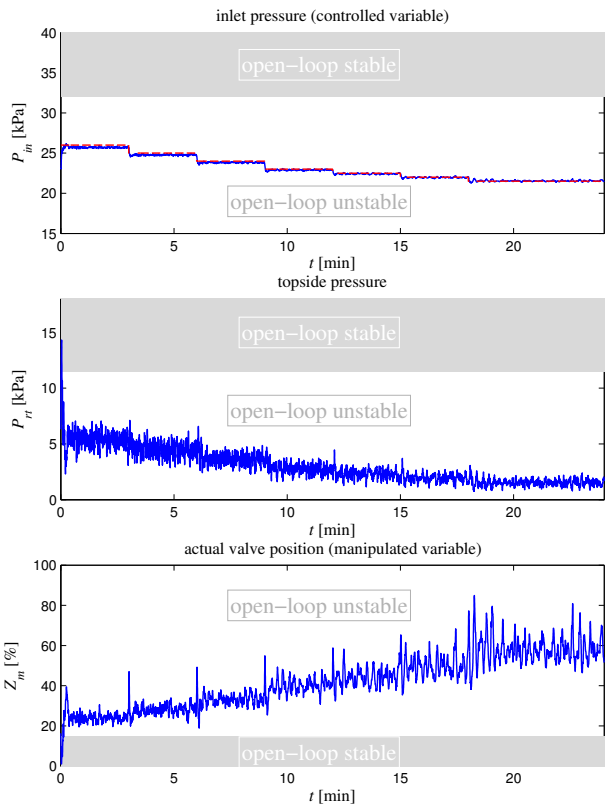 inlet pressure (controlled variable)
40
35
30
25
20
15
P_in [kPa]
open−loop stable
open−loop unstable
0 5 10 15 20
t [min]
topside pressure
15
10
5
0
P_rt [kPa]
open−loop stable
open−loop unstable
0 5 10 15 20
t [min]
actual valve position (manipulated variable)
100
80
60
40
20
0
Z_m [%]
open−loop unstable
open−loop stable
0 5 10 15 20
t [min]